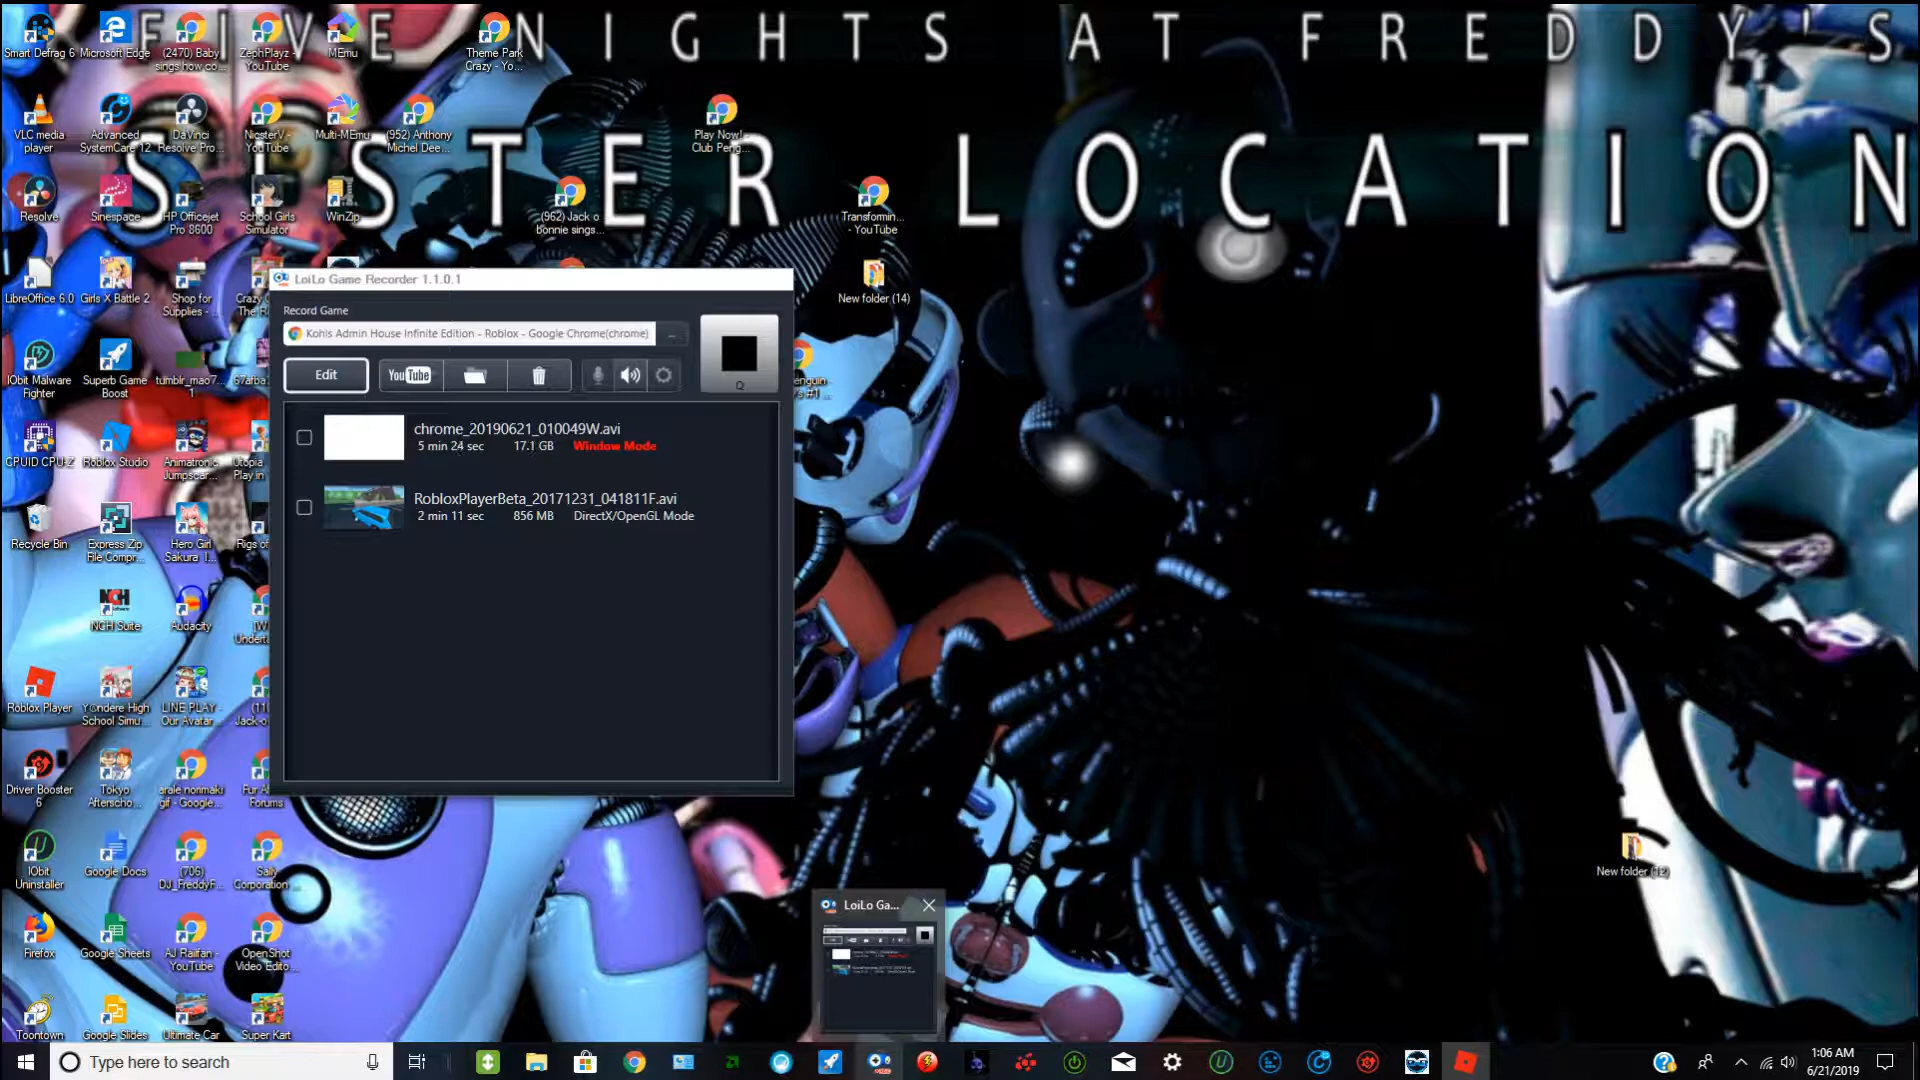 FIVE NIGHTS AT FREDDY'S
SISTER LOCATION
Smart Defrag 6
Microsoft Edge
(2470) Baby
sings how co...
ZephPlayz -
YouTube
MEmu
Theme Park
Crazy - Yo...
VLC media
player
Advanced
SystemCare 12
DaVinci
Resolve Pro...
NicsterV -
YouTube
Multi-MEmu
(952) Anthony
Michel Dee...
Play Now! -
Club Peng...
Resolve
Sinespace
HP Officejet
Pro 8600
School Girls
Simulator
WinZip
(962) Jack o
bonnie sings...
Transformin...
- YouTube
LibreOffice 6.0
Girls X Battle 2
Shop for
Supplies - ...
New folder (14)
LoiLo Game Recorder 1.1.0.1
Record Game
Kohls Admin House Infinite Edition - Roblox - Google Chrome(chrome)
...
Edit
YouTube
Q
chrome_20190621_010049W.avi
5 min 24 sec 17.1 GB Window Mode
RobloxPlayerBeta_20171231_041811F.avi
2 min 11 sec 856 MB DirectX/OpenGL Mode
IObit Malware
Fighter
Superb Game
Boost
tumblr_mao7...
1
CPUID CPU-Z
Roblox Studio
Animatronic
Jumpscar...
Utopia
Play in
Recycle Bin
Express Zip
File Compr...
Hero Girl
Sakura
Rigs of
NCH
NCH Suite
Audacity
Roblox Player
Yandere High
School Simu...
LINE PLAY -
Our Avatar...
Jack-o
Driver Booster
6
Tokyo
Afterscho...
arale norimaki
gif - Google...
Fur A
Forums
IObit
Uninstaller
Google Docs
(706)
DJ_FreddyF...
Sally
Corporation...
New folder (12)
Firefox
Google Sheets
AJ Raifan -
YouTube
OpenShot
Video Edito...
LoiLo Ga...
Toontown
Google Slides
Ultimate Car
Super Kart
Type here to search
1:06 AM
6/21/2019